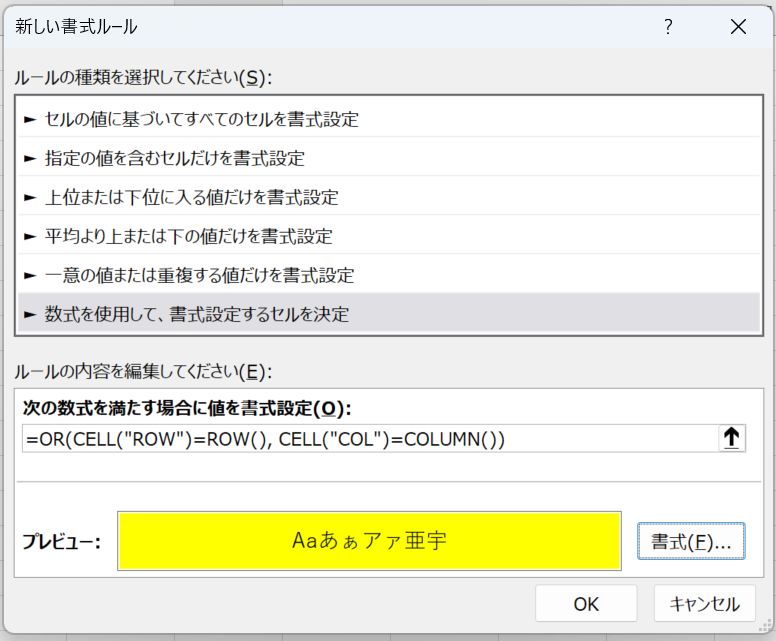 新しい書式ルール ?
ルールの種類を選択してください(S):
► セルの値に基づいてすべてのセルを書式設定
► 指定の値を含むセルだけを書式設定
► 上位または下位に入る値だけを書式設定
► 平均より上または下の値だけを書式設定
► 一意の値または重複する値だけを書式設定
► 数式を使用して、書式設定するセルを決定
ルールの内容を編集してください(E):
次の数式を満たす場合に値を書式設定(O):
=OR(CELL("ROW")=ROW(), CELL("COL")=COLUMN())
プレビュー: Aaあぁアァ亜宇 書式(F)...
OK キャンセル